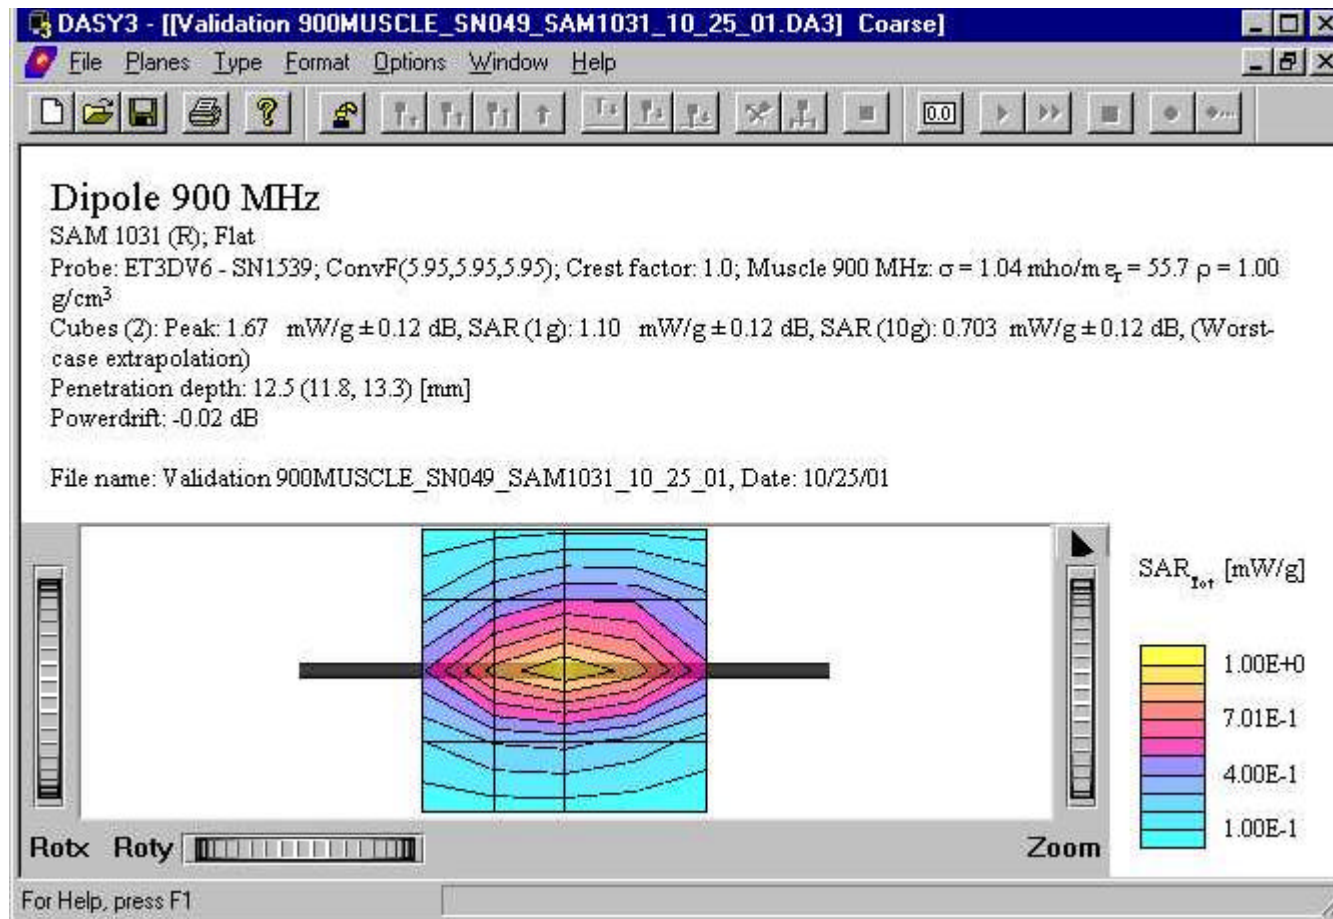 DASY3 - [[Validation 900MUSCLE_SN049_SAM1031_10_25_01.DA3] Coarse]
File Planes Type Format Options Window Help
0.0
Dipole 900 MHz
SAM 1031 (R); Flat
Probe: ET3DV6 - SN1539; ConvF(5.95,5.95,5.95); Crest factor: 1.0; Muscle 900 MHz: σ = 1.04 mho/m εr = 55.7 ρ = 1.00
g/cm3
Cubes (2): Peak: 1.67 mW/g ± 0.12 dB, SAR (1g): 1.10 mW/g ± 0.12 dB, SAR (10g): 0.703 mW/g ± 0.12 dB, (Worst-
case extrapolation)
Penetration depth: 12.5 (11.8, 13.3) [mm]
Powerdrift: -0.02 dB
File name: Validation 900MUSCLE_SN049_SAM1031_10_25_01, Date: 10/25/01
SARTot [mW/g]
1.00E+0
7.01E-1
4.00E-1
1.00E-1
Rotx Roty Zoom
For Help, press F1